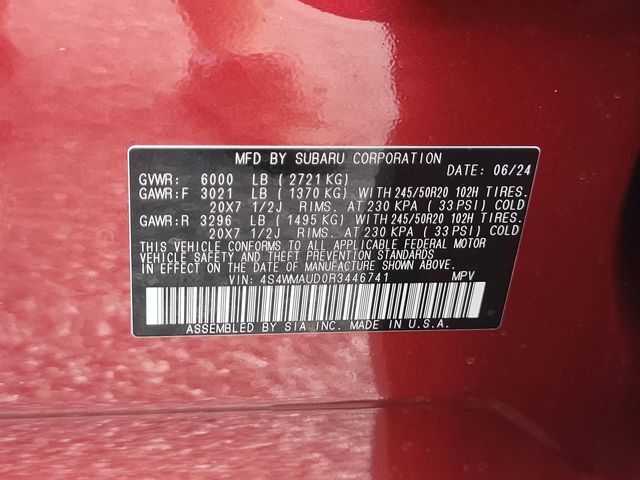 MFD BY SUBARU CORPORATION
DATE: 06/24
GVWR: 6000 LB ( 2721 KG)
GAWR:F 3021 LB ( 1370 KG) WITH 245/50R20 102H TIRES.
20X7 1/2J RIMS. AT 230 KPA ( 33 PSI) COLD
GAWR:R 3296 LB ( 1495 KG) WITH 245/50R20 102H TIRES.
20X7 1/2J RIMS. AT 230 KPA ( 33 PSI) COLD
THIS VEHICLE CONFORMS TO ALL APPLICABLE FEDERAL MOTOR
VEHICLE SAFETY AND THEFT PREVENTION STANDARDS
IN EFFECT ON THE DATE OF MANUFACTURE SHOWN ABOVE.
VIN: 4S4WMAUD0R3446741 MPV
ASSEMBLED BY SIA INC. MADE IN U.S.A.